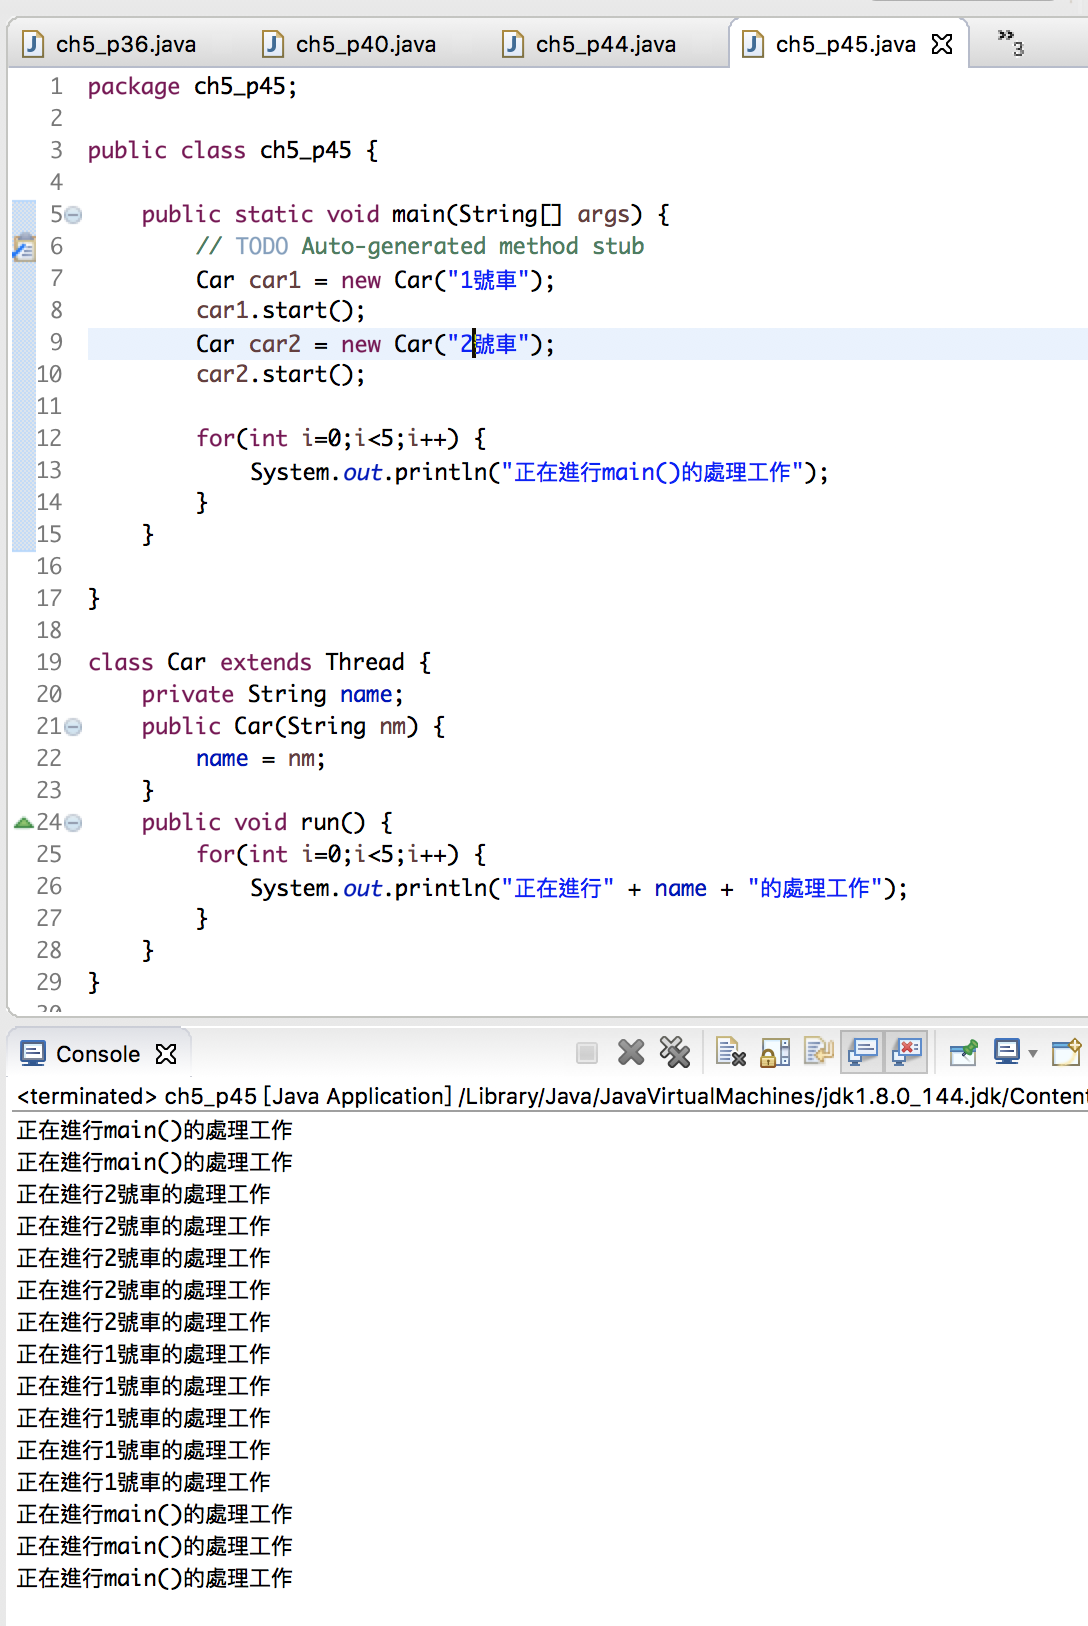 ch5_p36.java ch5_p40.java ch5_p44.java ch5_p45.java »3
1 package ch5_p45;
2
3 public class ch5_p45 {
4
5 public static void main(String[] args) {
6 // TODO Auto-generated method stub
7 Car car1 = new Car("1號車");
8 car1.start();
9 Car car2 = new Car("2號車");
10 car2.start();
11
12 for(int i=0;i<5;i++) {
13 System.out.println("正在進行main()的處理工作");
14 }
15 }
16
17 }
18
19 class Car extends Thread {
20 private String name;
21 public Car(String nm) {
22 name = nm;
23 }
24 public void run() {
25 for(int i=0;i<5;i++) {
26 System.out.println("正在進行" + name + "的處理工作");
27 }
28 }
29 }
Console
<terminated> ch5_p45 [Java Application] /Library/Java/JavaVirtualMachines/jdk1.8.0_144.jdk/Content
正在進行main()的處理工作
正在進行main()的處理工作
正在進行2號車的處理工作
正在進行2號車的處理工作
正在進行2號車的處理工作
正在進行2號車的處理工作
正在進行2號車的處理工作
正在進行1號車的處理工作
正在進行1號車的處理工作
正在進行1號車的處理工作
正在進行1號車的處理工作
正在進行1號車的處理工作
正在進行main()的處理工作
正在進行main()的處理工作
正在進行main()的處理工作